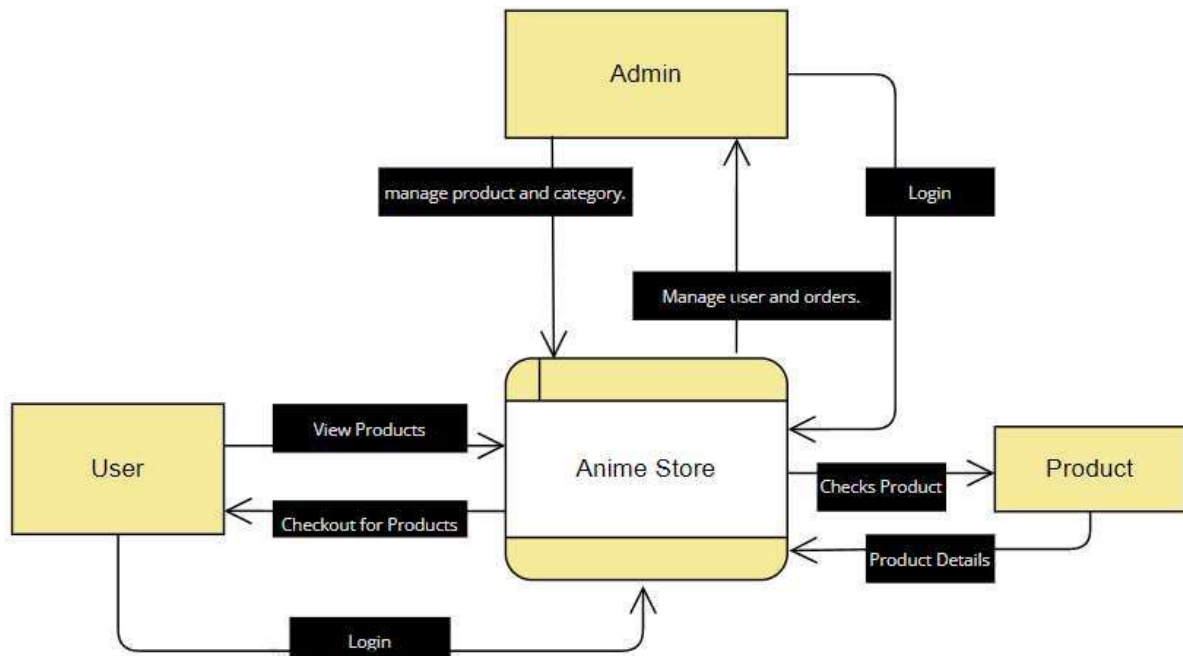 Admin
manage product and category.
Login
Manage user and orders.
View Products
User
Anime Store
Product
Checks Product
Checkout for Products
Product Details
Login